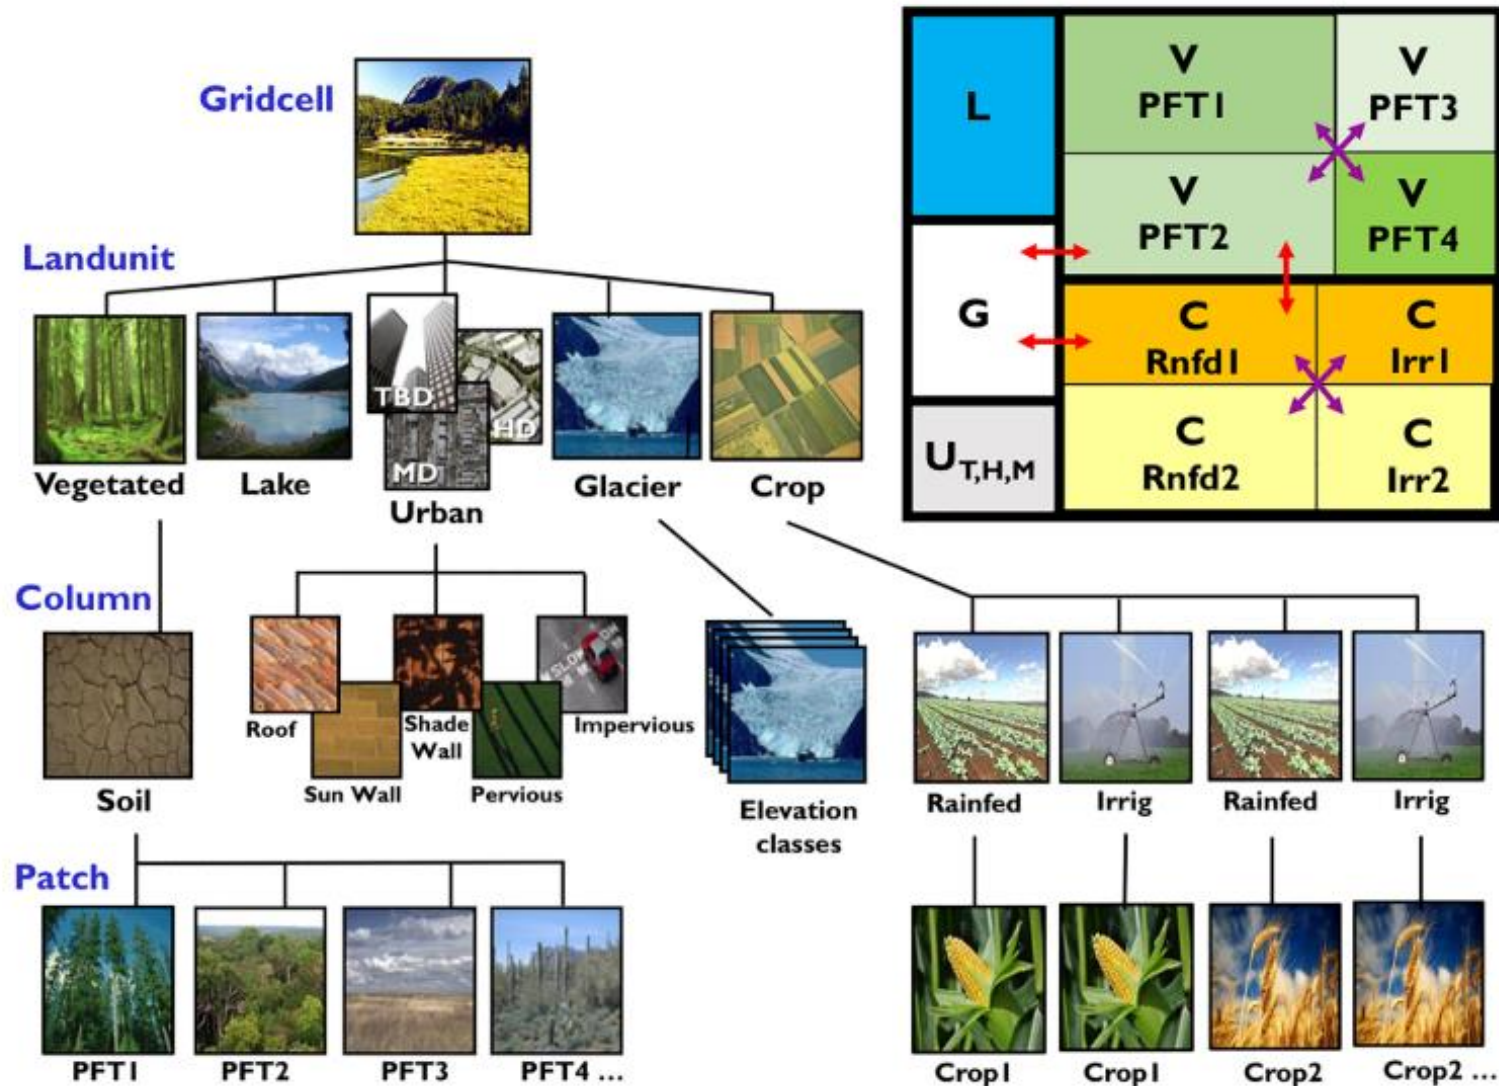 Gridcell
L
V
PFT1
V
PFT3
V
PFT2
V
PFT4
G
C
Rnfd1
C
Irr1
U T,H,M
C
Rnfd2
C
Irr2
Landunit
TBD
HD
MD
Vegetated
Lake
Urban
Glacier
Crop
Column
SLOW
Soil
Roof
Sun Wall
Shade
Wall
Pervious
Impervious
Elevation
classes
Rainfed
Irrig
Rainfed
Irrig
Patch
PFT1
PFT2
PFT3
PFT4 ...
Crop1
Crop1
Crop2
Crop2 ...